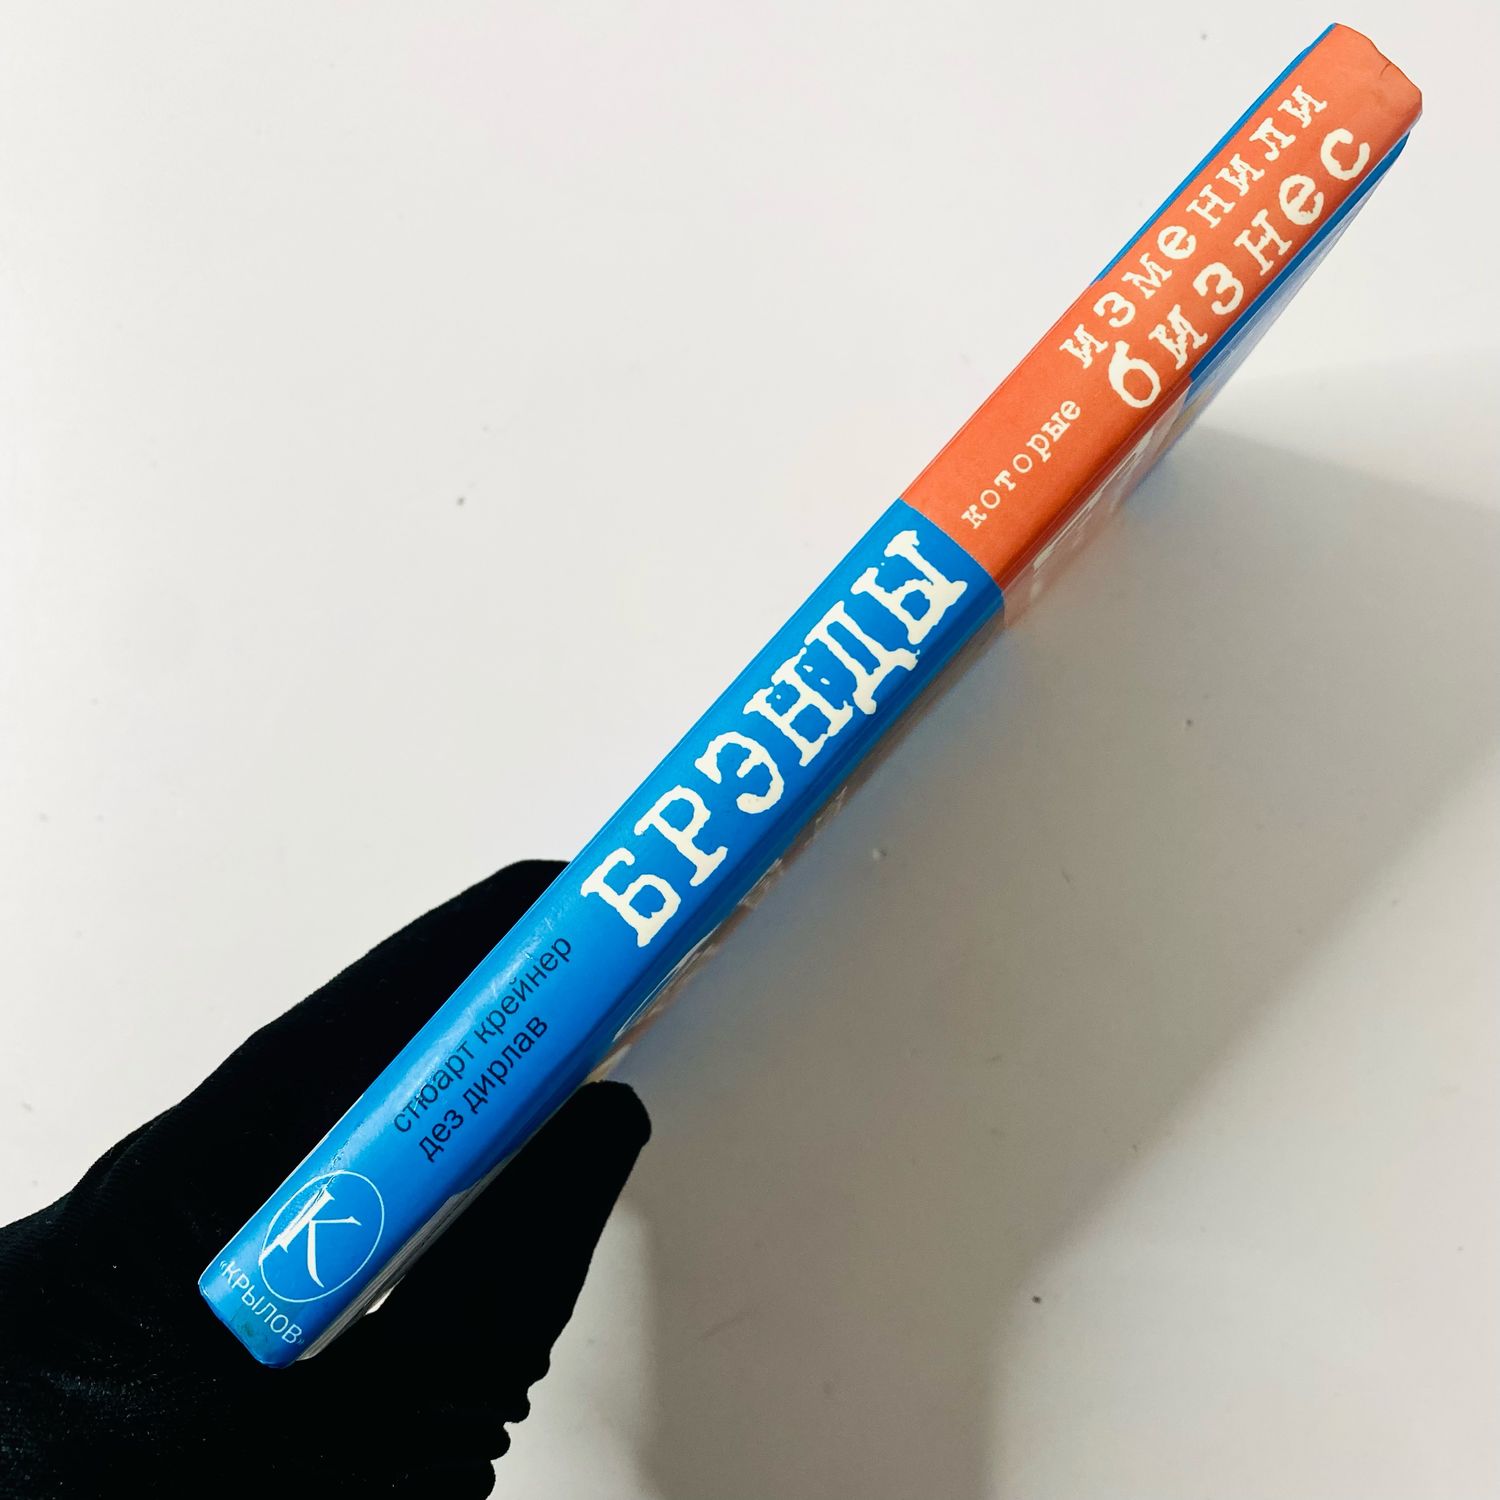 стюарт крейнер
дез дирлав
БРЭНДЫ
которые
изменили
бизнес
К
"КРЫЛОВ"